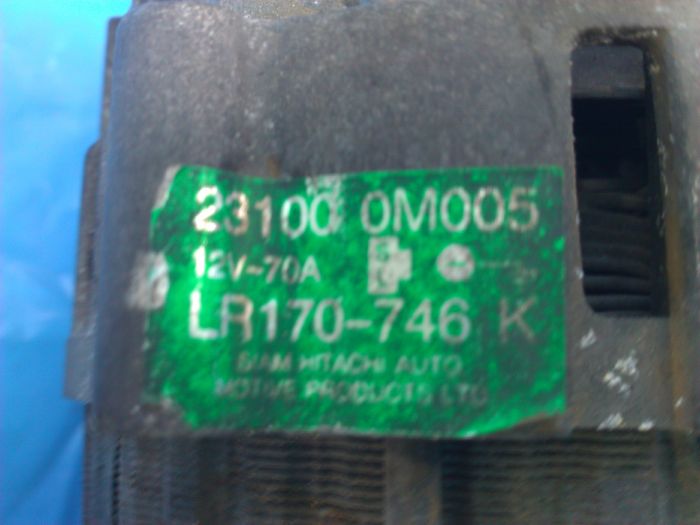 23100 0M005
12V-70A
LR170-746 K
SIAM HITACHI AUTO
MOTIVE PRODUCTS LTD